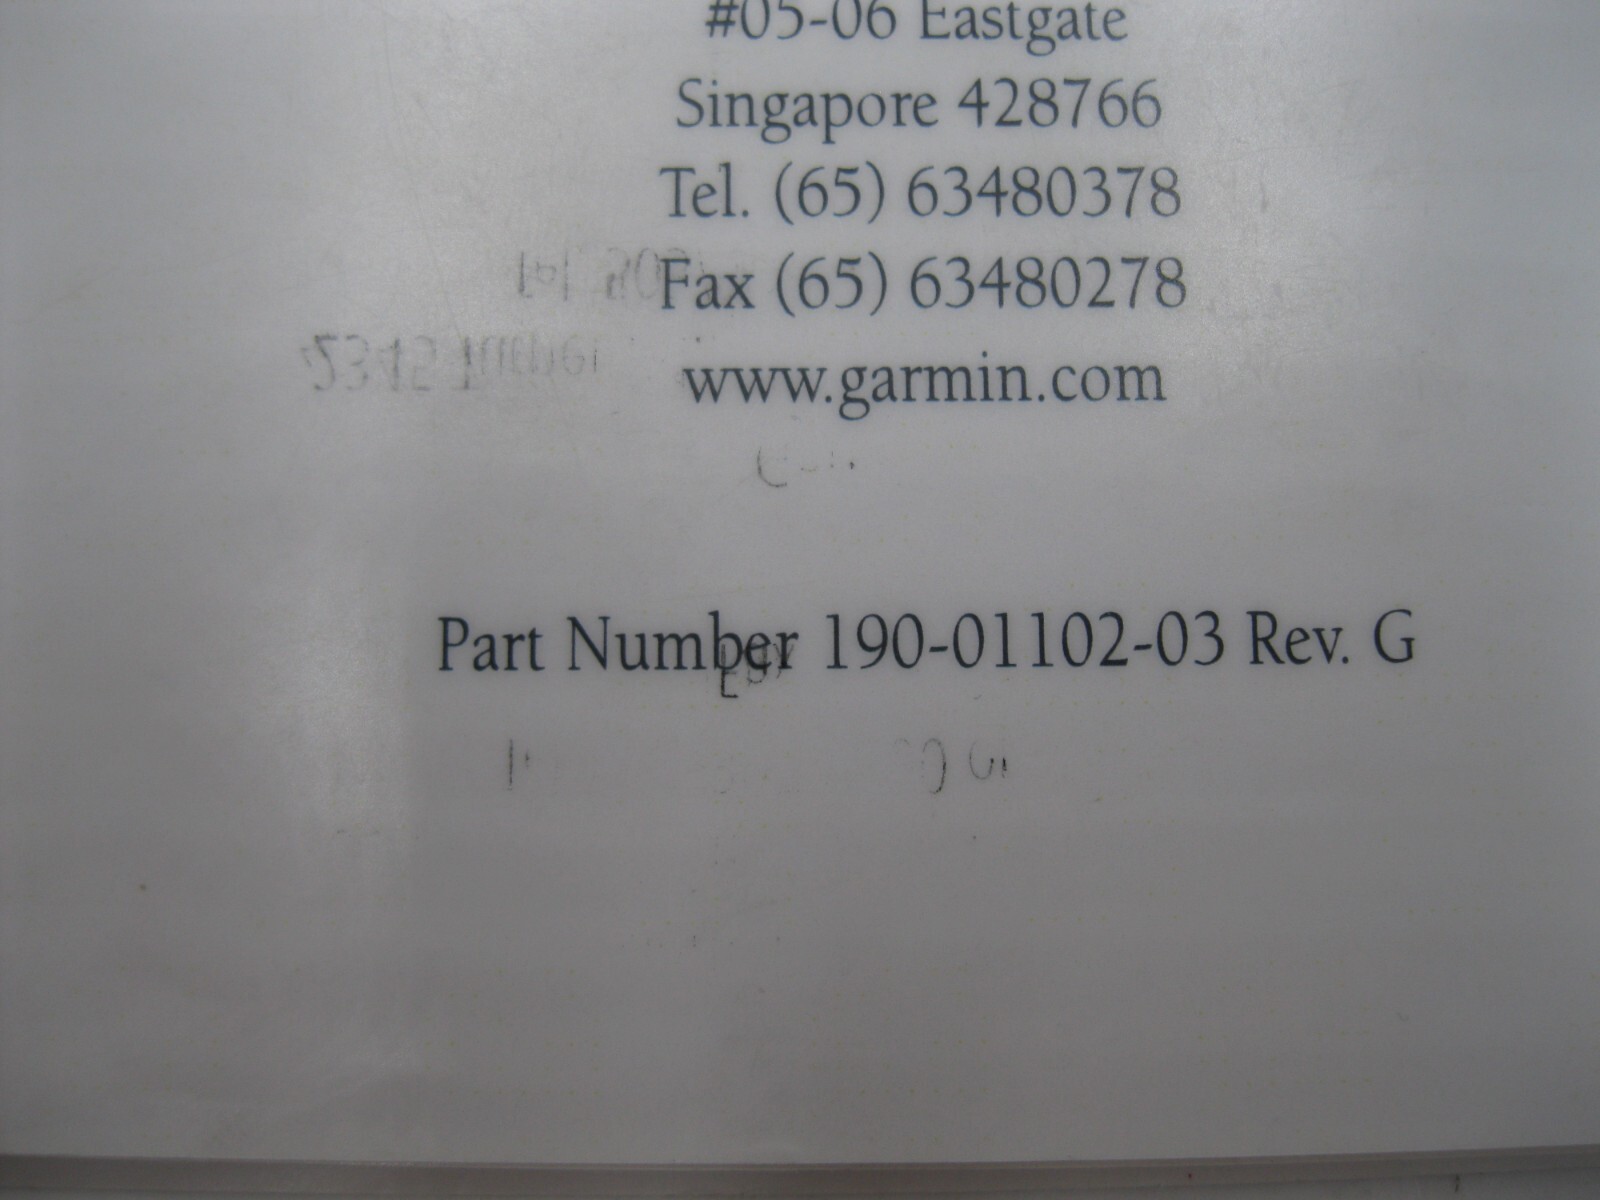 #05-06 Eastgate
Singapore 428766
Tel. (65) 63480378
Fax (65) 63480278
www.garmin.com
Part Number 190-01102-03 Rev. G